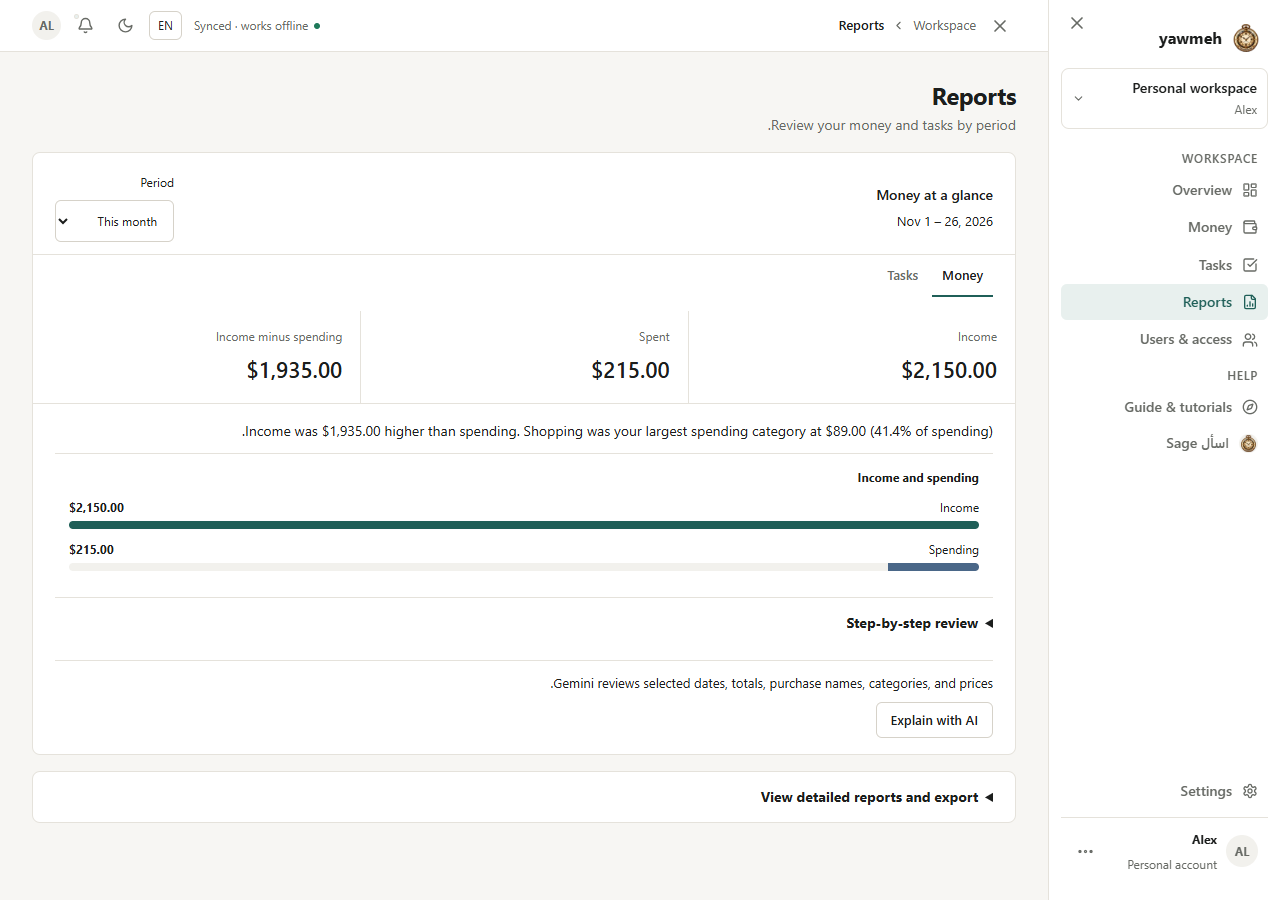 yawmeh
Personal workspace
Alex
WORKSPACE
Overview
Money
Tasks
Reports
Users & access
HELP
Guide & tutorials
اسأل Sage
Settings
Alex
Personal account
AL
Reports
Workspace
Synced · works offline
EN
AL
Reports
.Review your money and tasks by period
Money at a glance
Nov 1 – 26, 2026
Period
This month
Money
Tasks
Income
$2,150.00
Spent
$215.00
Income minus spending
$1,935.00
.Income was $1,935.00 higher than spending. Shopping was your largest spending category at $89.00 (41.4% of spending)
Income and spending
Income
$2,150.00
Spending
$215.00
Step-by-step review
.Gemini reviews selected dates, totals, purchase names, categories, and prices
Explain with AI
View detailed reports and export